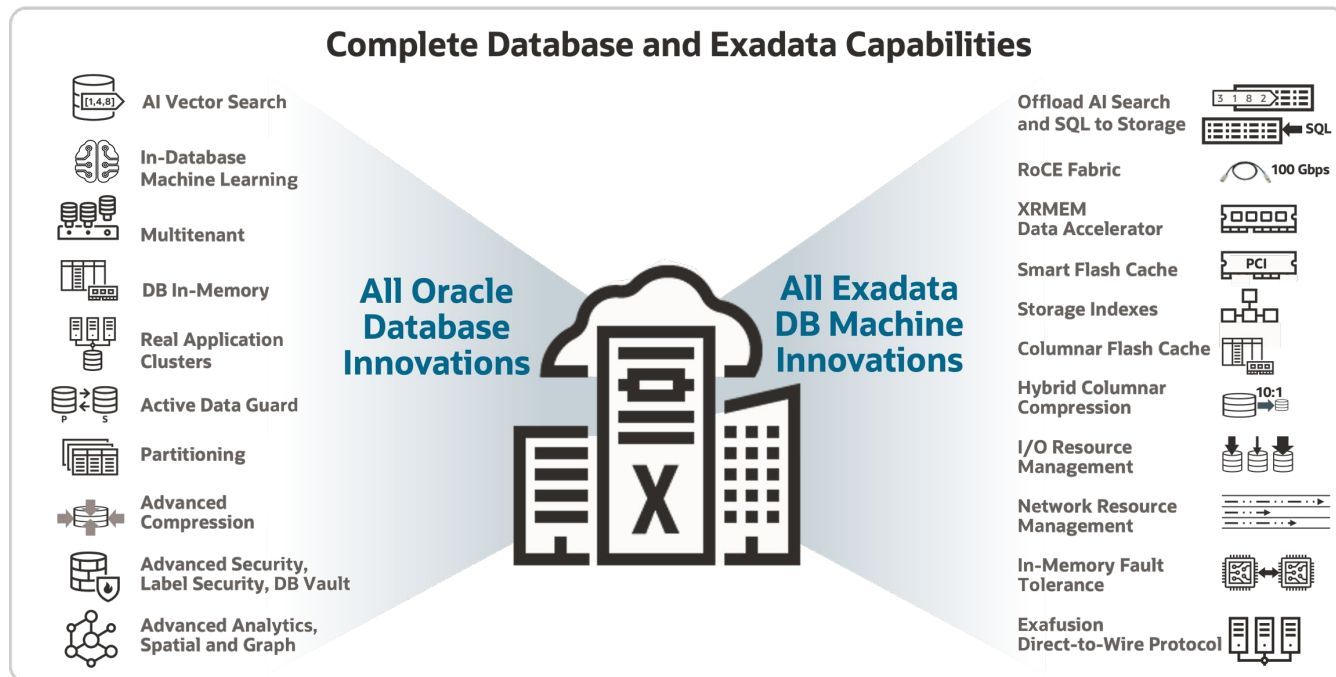 Complete Database and Exadata Capabilities
[1,4,8]
AI Vector Search
In-Database
Machine Learning
Multitenant
DB In-Memory
Real Application
Clusters
P S
Active Data Guard
Partitioning
Advanced
Compression
Advanced Security,
Label Security, DB Vault
Advanced Analytics,
Spatial and Graph
All Oracle
Database
Innovations
X
All Exadata
DB Machine
Innovations
Offload AI Search
and SQL to Storage
3 1 8 2
SQL
RoCE Fabric
100 Gbps
XRMEM
Data Accelerator
Smart Flash Cache
PCI
Storage Indexes
Columnar Flash Cache
Hybrid Columnar
Compression
10:1
I/O Resource
Management
Network Resource
Management
In-Memory Fault
Tolerance
Exafusion
Direct-to-Wire Protocol